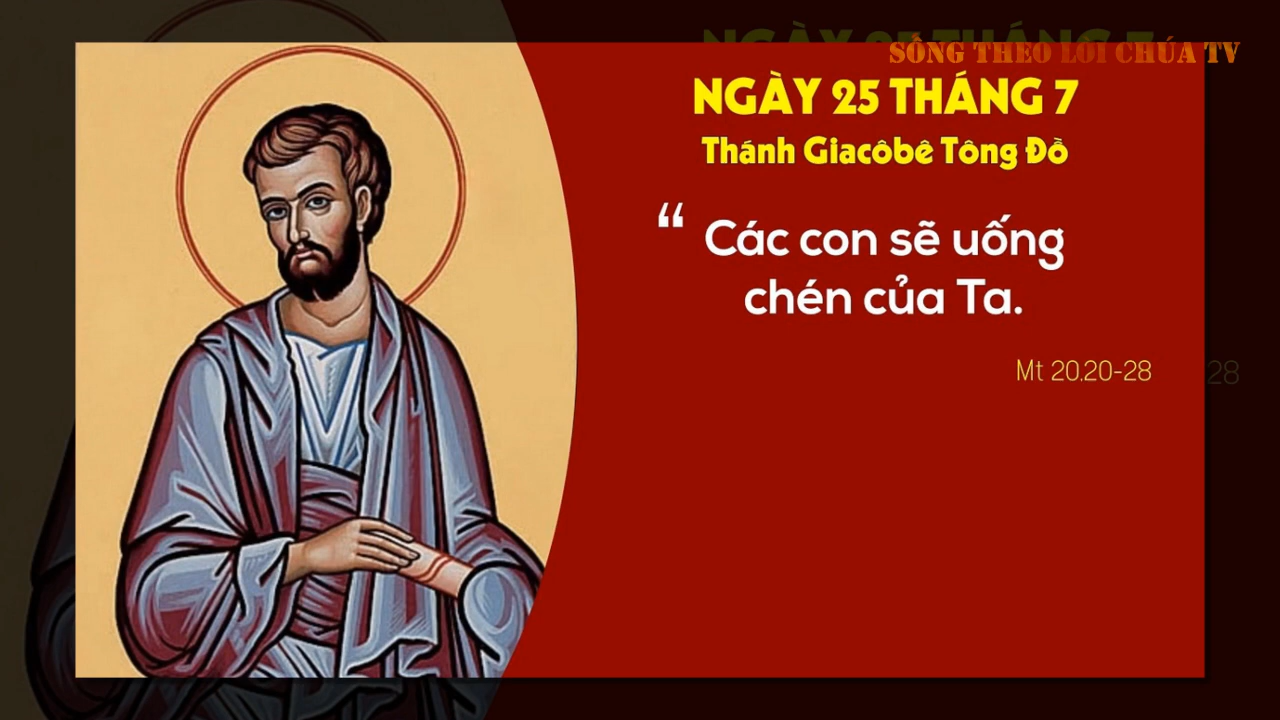 SỐNG THEO LỜI CHÚA TV
NGÀY 25 THÁNG 7
Thánh Giacôbê Tông Đồ
“ Các con sẽ uống
chén của Ta.
Mt 20,20-28
28